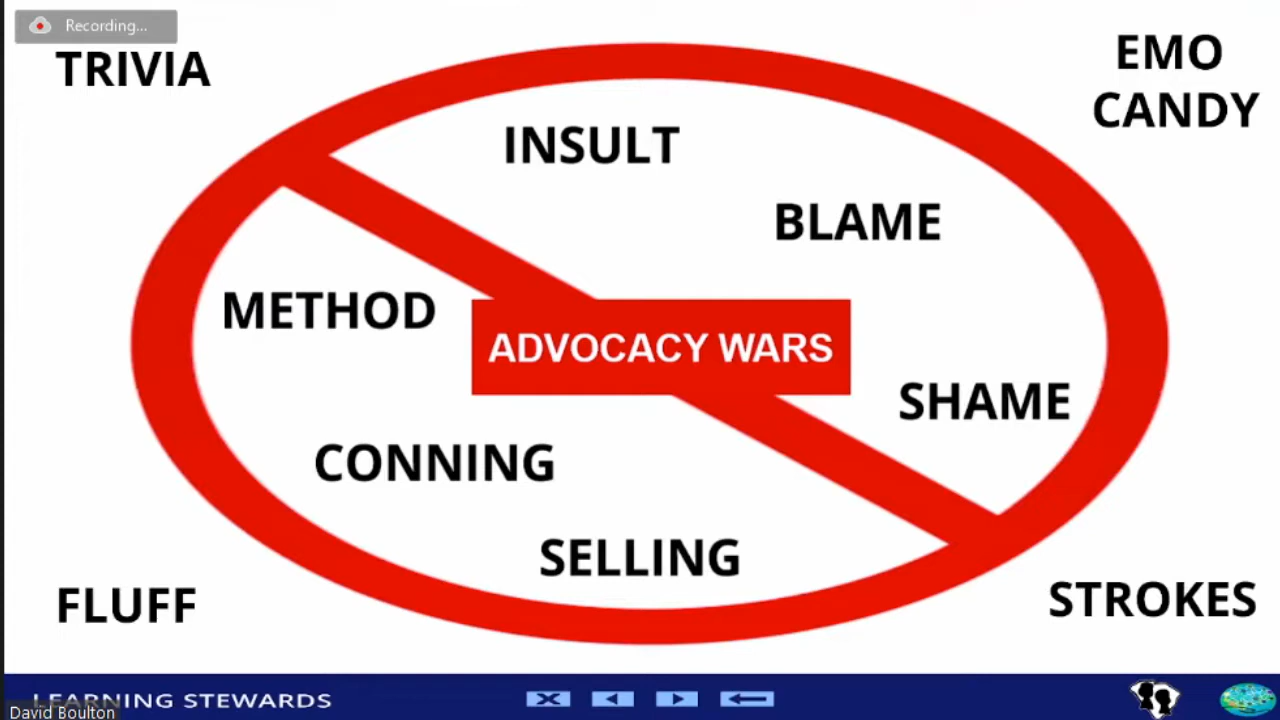 Recording...
TRIVIA
EMO
CANDY
INSULT
BLAME
METHOD
ADVOCACY WARS
SHAME
CONNING
SELLING
FLUFF
STROKES
LEARNING STEWARDS
David Boulton